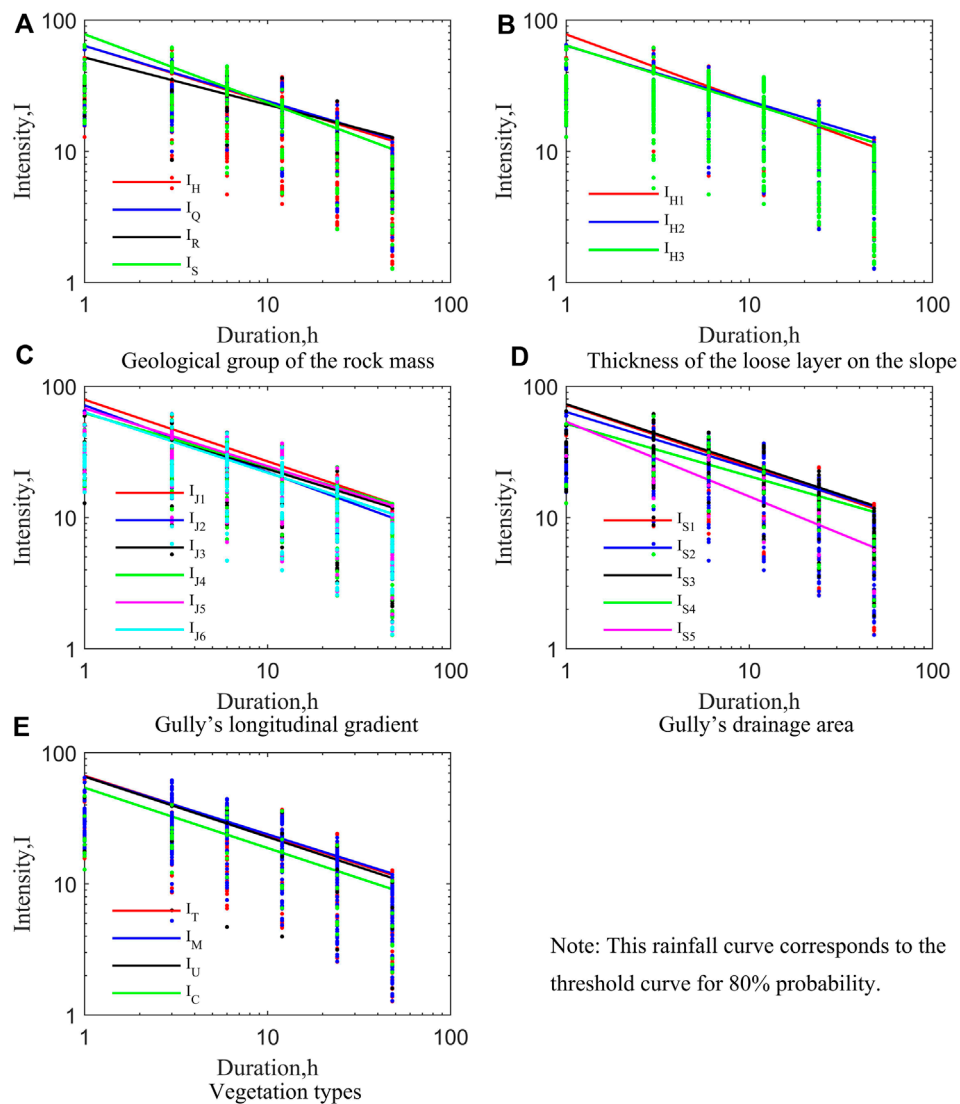 A
100
10
1
Intensity,I
I_H
I_Q
I_R
I_S
1
10
100
Duration,h
Geological group of the rock mass
B
100
10
1
Intensity,I
I_H1
I_H2
I_H3
1
10
100
Duration,h
Thickness of the loose layer on the slope
C
100
10
1
Intensity,I
I_J1
I_J2
I_J3
I_J4
I_J5
I_J6
1
10
100
Duration,h
Gully’s longitudinal gradient
D
100
10
1
Intensity,I
I_S1
I_S2
I_S3
I_S4
I_S5
1
10
100
Duration,h
Gully’s drainage area
E
100
10
1
Intensity,I
I_T
I_M
I_U
I_C
1
10
100
Duration,h
Vegetation types
Note: This rainfall curve corresponds to the
threshold curve for 80% probability.